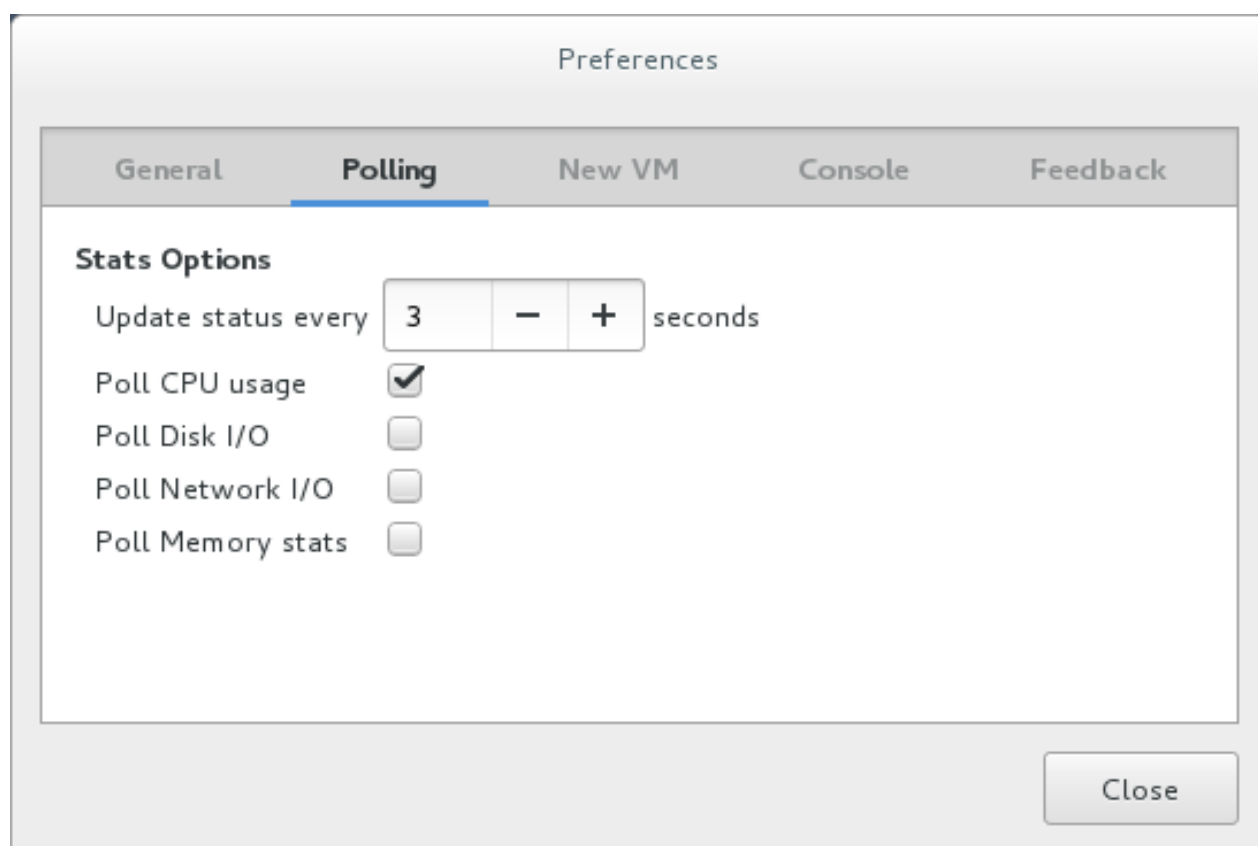 Preferences
General Polling New VM Console Feedback
Stats Options
Update status every 3 − + seconds
Poll CPU usage
Poll Disk I/O
Poll Network I/O
Poll Memory stats
Close